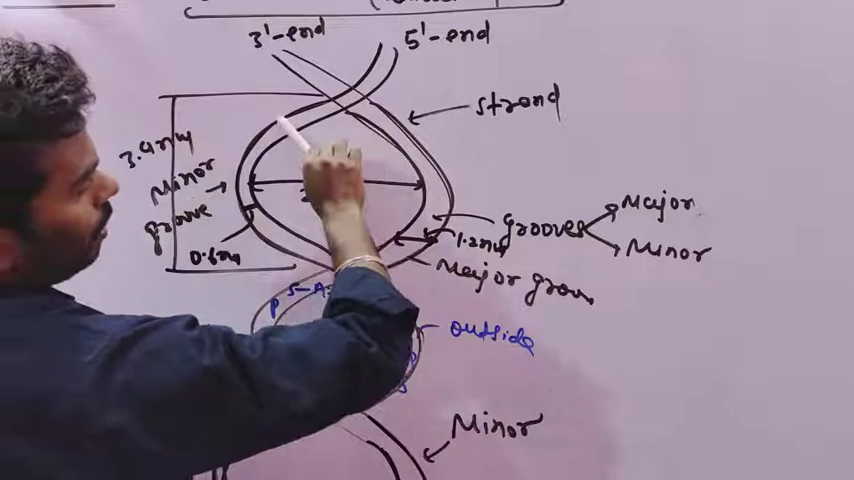 3'-end
5'-end
strand
3.4nm
Minor
groove
0.6nm
grooves
Major
Minor
1.2nm
Major groov
P S-A
outside
Minor